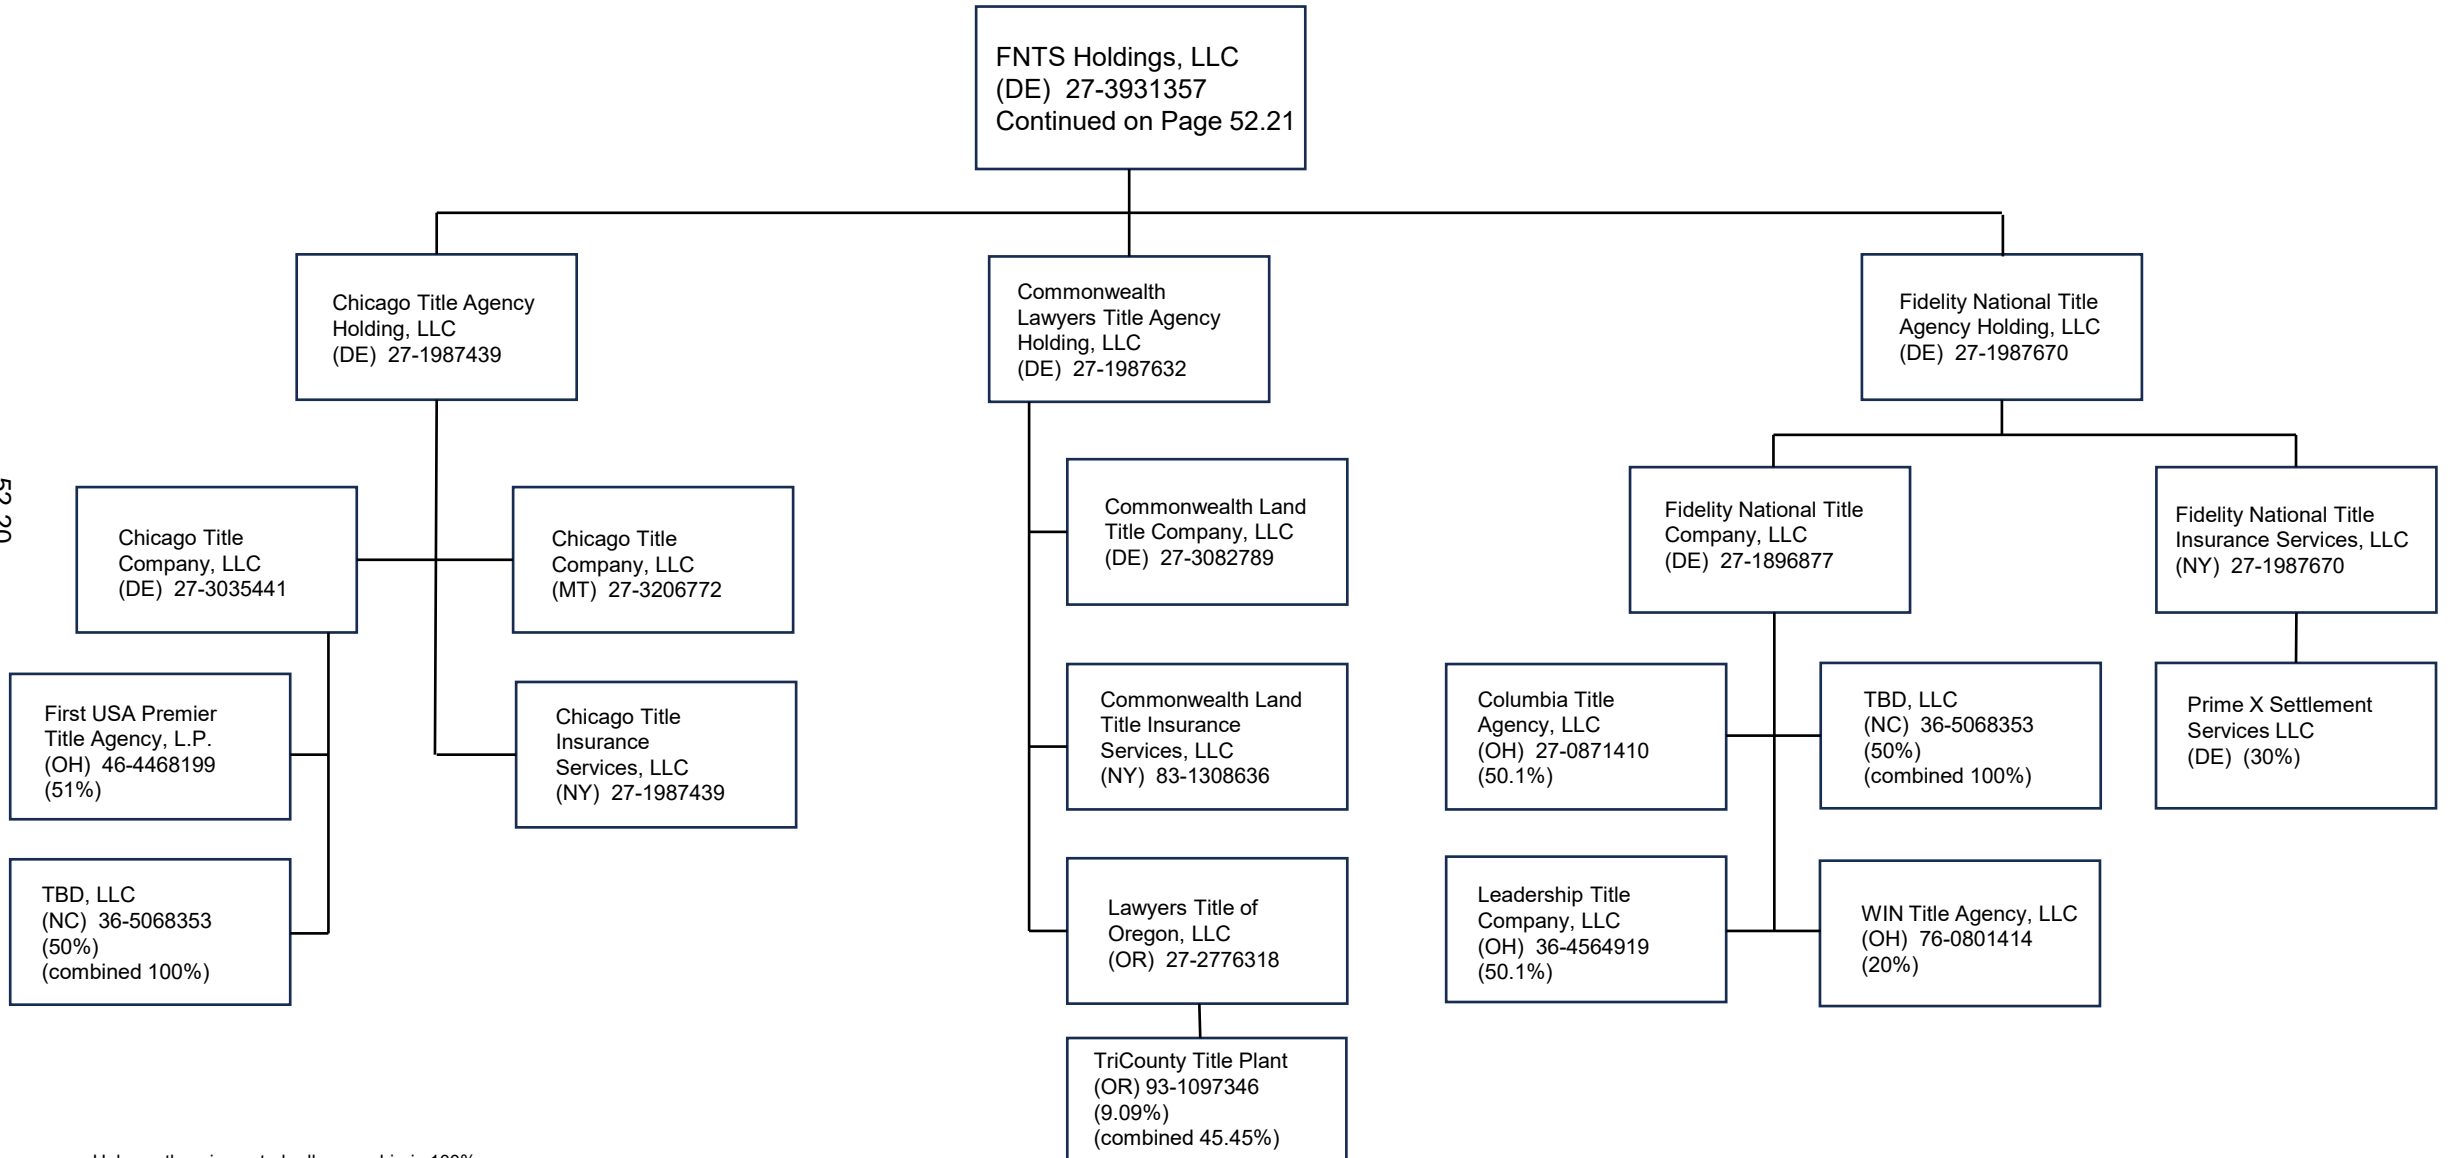 FNTS Holdings, LLC
(DE) 27-3931357
Continued on Page 52.21
Chicago Title Agency
Holding, LLC
(DE) 27-1987439
Commonwealth
Lawyers Title Agency
Holding, LLC
(DE) 27-1987632
Fidelity National Title
Agency Holding, LLC
(DE) 27-1987670
Chicago Title
Company, LLC
(DE) 27-3035441
Chicago Title
Company, LLC
(MT) 27-3206772
First USA Premier
Title Agency, L.P.
(OH) 46-4468199
(51%)
Chicago Title
Insurance
Services, LLC
(NY) 27-1987439
TBD, LLC
(NC) 36-5068353
(50%)
(combined 100%)
Commonwealth Land
Title Company, LLC
(DE) 27-3082789
Commonwealth Land
Title Insurance
Services, LLC
(NY) 83-1308636
Lawyers Title of
Oregon, LLC
(OR) 27-2776318
TriCounty Title Plant
(OR) 93-1097346
(9.09%)
(combined 45.45%)
Fidelity National Title
Company, LLC
(DE) 27-1896877
Fidelity National Title
Insurance Services, LLC
(NY) 27-1987670
Columbia Title
Agency, LLC
(OH) 27-0871410
(50.1%)
TBD, LLC
(NC) 36-5068353
(50%)
(combined 100%)
Prime X Settlement
Services LLC
(DE) (30%)
Leadership Title
Company, LLC
(OH) 36-4564919
(50.1%)
WIN Title Agency, LLC
(OH) 76-0801414
(20%)
52.20